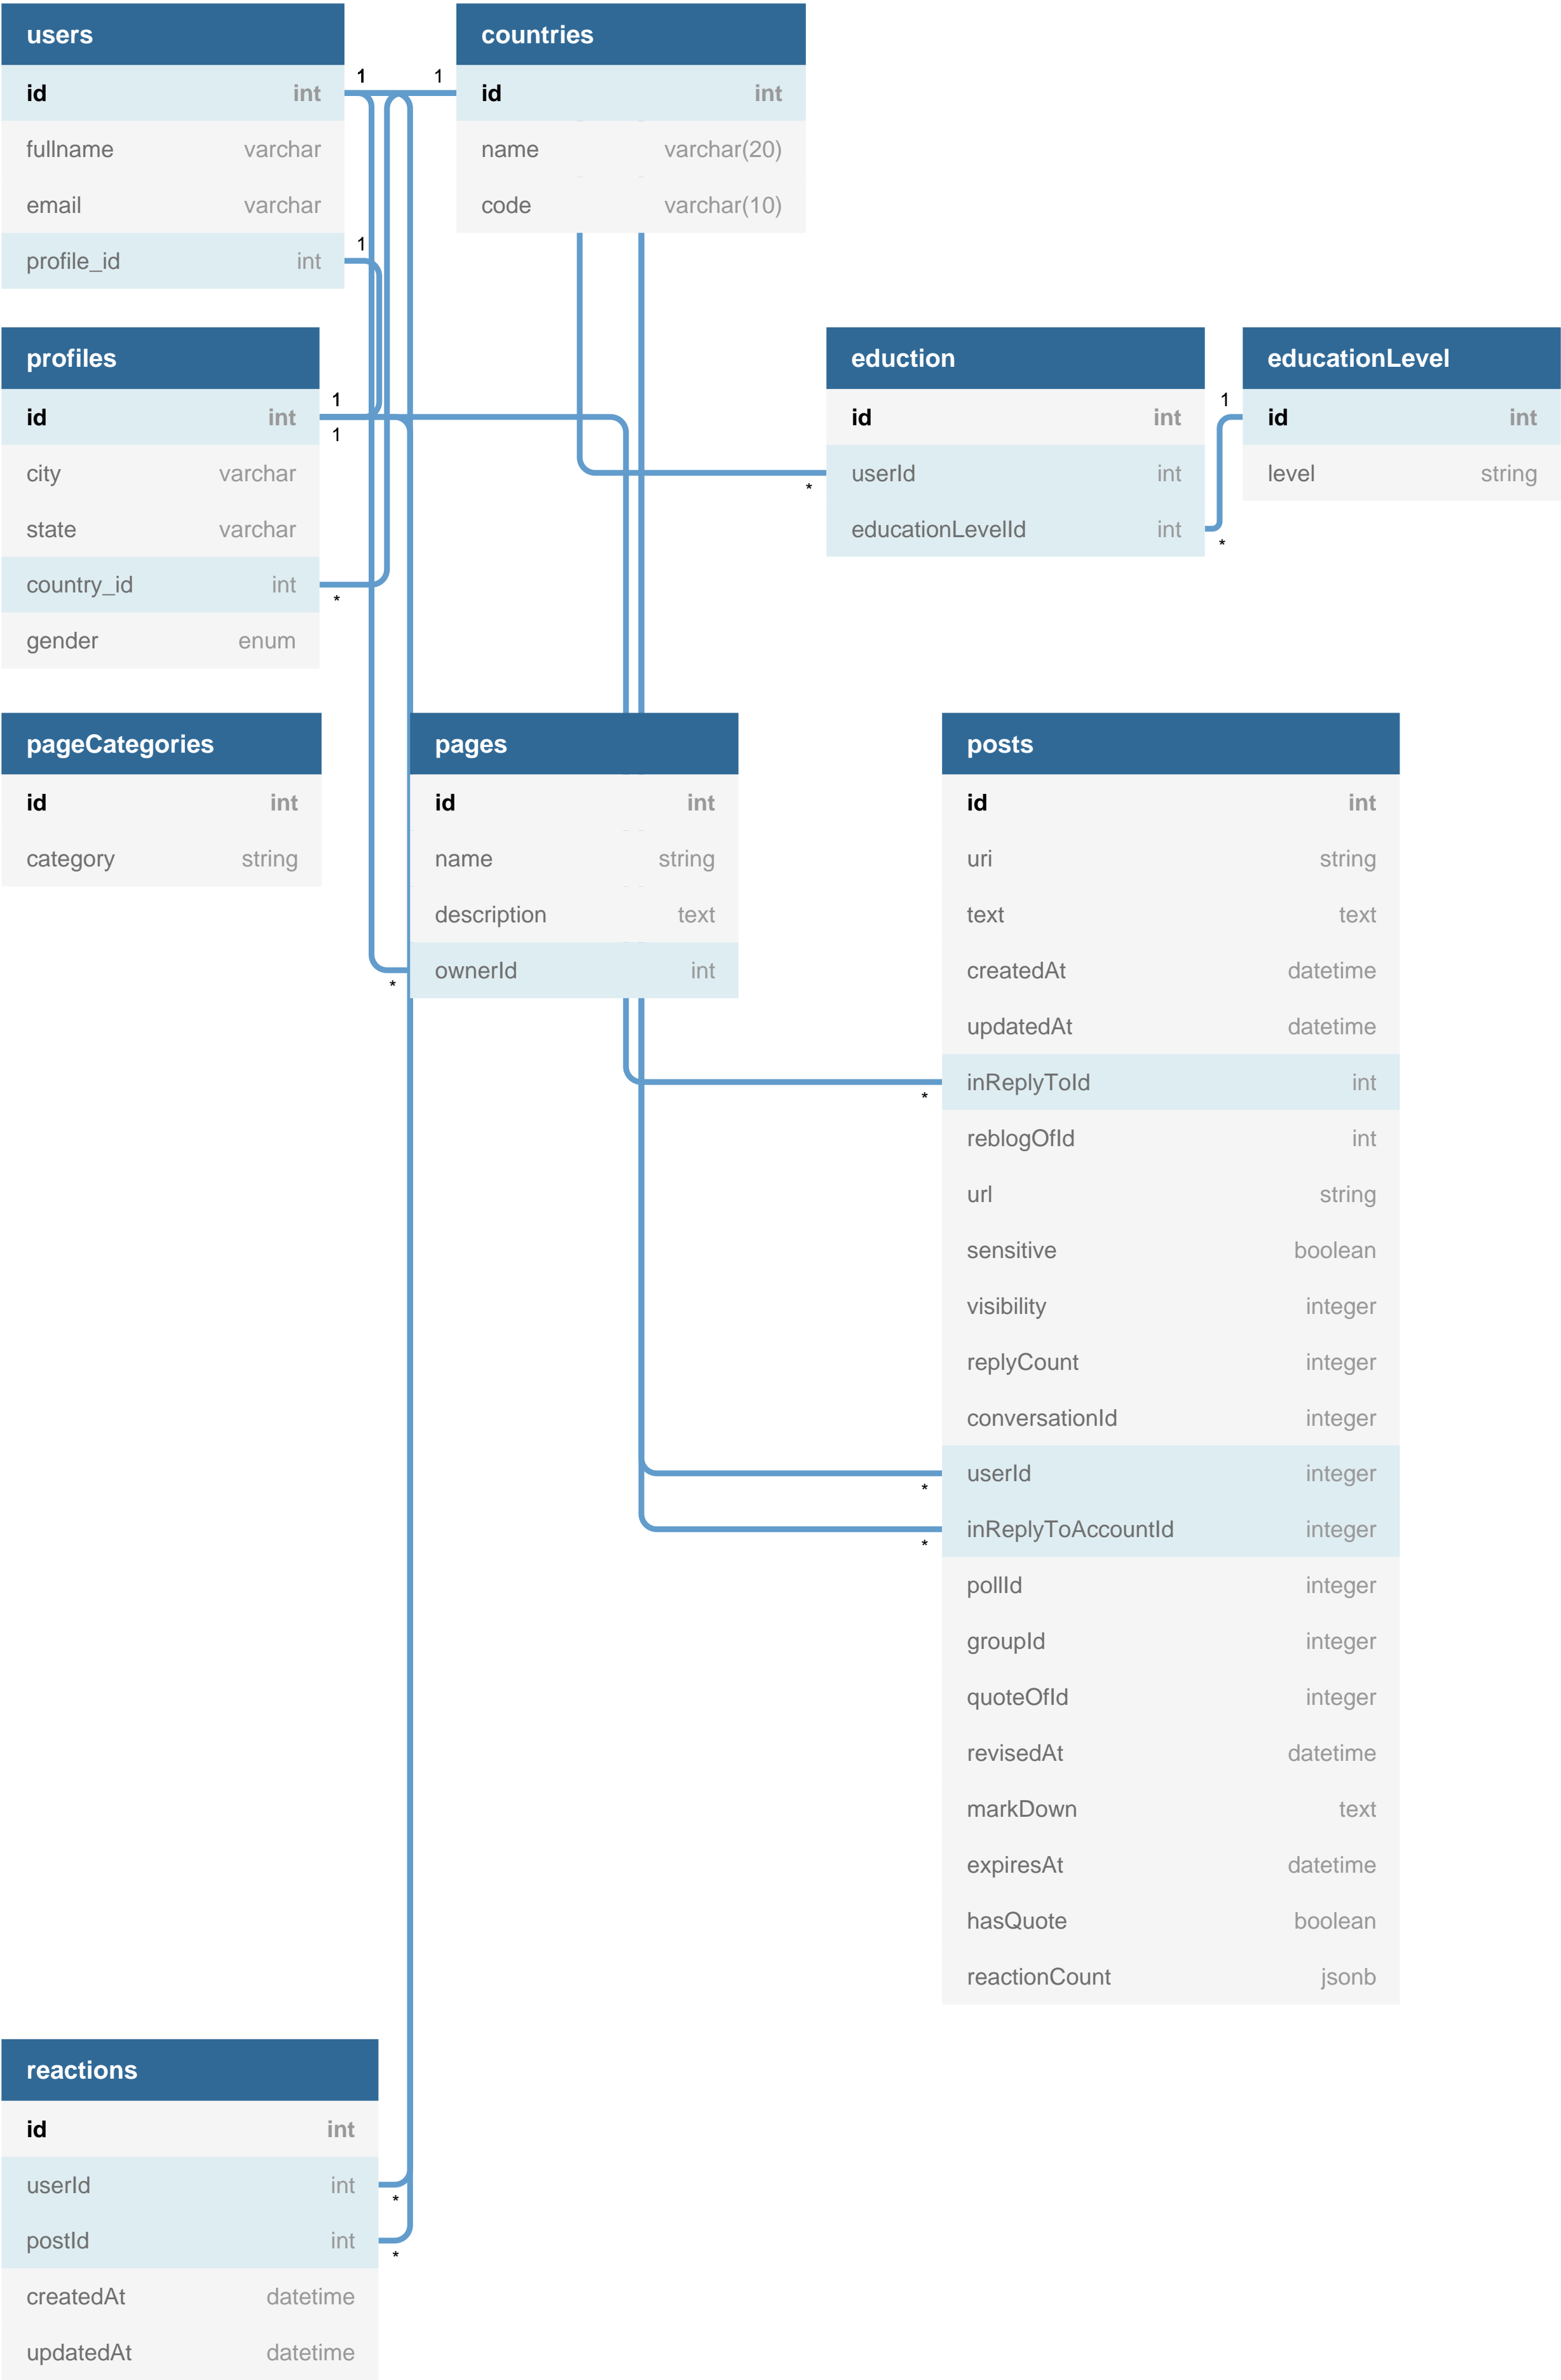 users
id int
fullname varchar
email varchar
profile_id int
1
1
countries
id int
name varchar(20)
code varchar(10)
1
profiles
id int
city varchar
state varchar
country_id int
gender enum
1
1
*
eduction
id int
userId int
educationLevelId int
*
*
educationLevel
id int
level string
1
pageCategories
id int
category string
pages
id int
name string
description text
ownerId int
*
posts
id int
uri string
text text
createdAt datetime
updatedAt datetime
inReplyToId int
*
reblogOfId int
url string
sensitive boolean
visibility integer
replyCount integer
conversationId integer
userId integer
*
inReplyToAccountId integer
*
pollId integer
groupId integer
quoteOfId integer
revisedAt datetime
markDown text
expiresAt datetime
hasQuote boolean
reactionCount jsonb
reactions
id int
userId int
*
postId int
*
createdAt datetime
updatedAt datetime